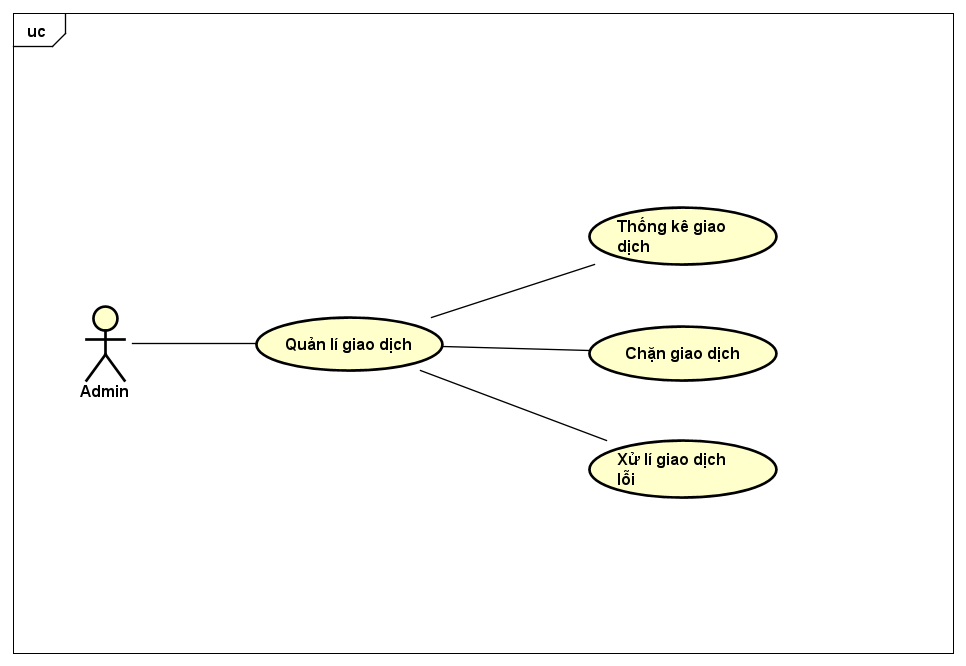 uc
Thống kê giao
dịch
Quản lí giao dịch
Chặn giao dịch
Admin
Xử lí giao dịch
lỗi